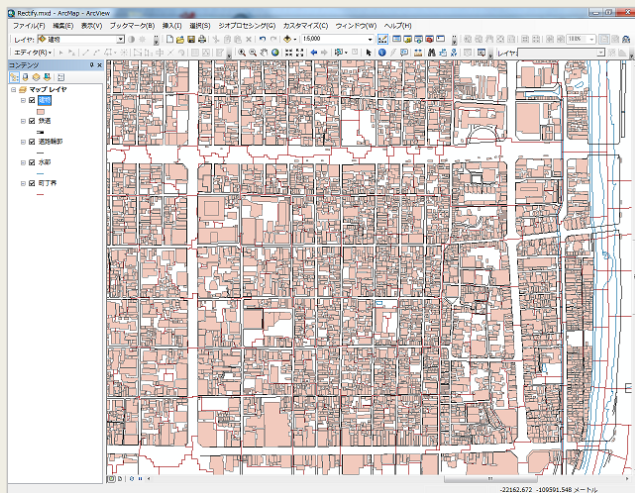 Rectify.mxd - ArcMap - ArcView
ファイル(F) 編集(E) 表示(V) ブックマーク(B) 挿入(I) 選択(S) ジオプロセシング(G) カスタマイズ(C) ウィンドウ(W) ヘルプ(H)
レイヤ: 建物 1:5,000 100%
エディタ(R) レイヤ:
コンテンツ
マップ レイヤ
建物
鉄道
道路縁部
水部
町丁界
-22162.672 -109591.548 メートル